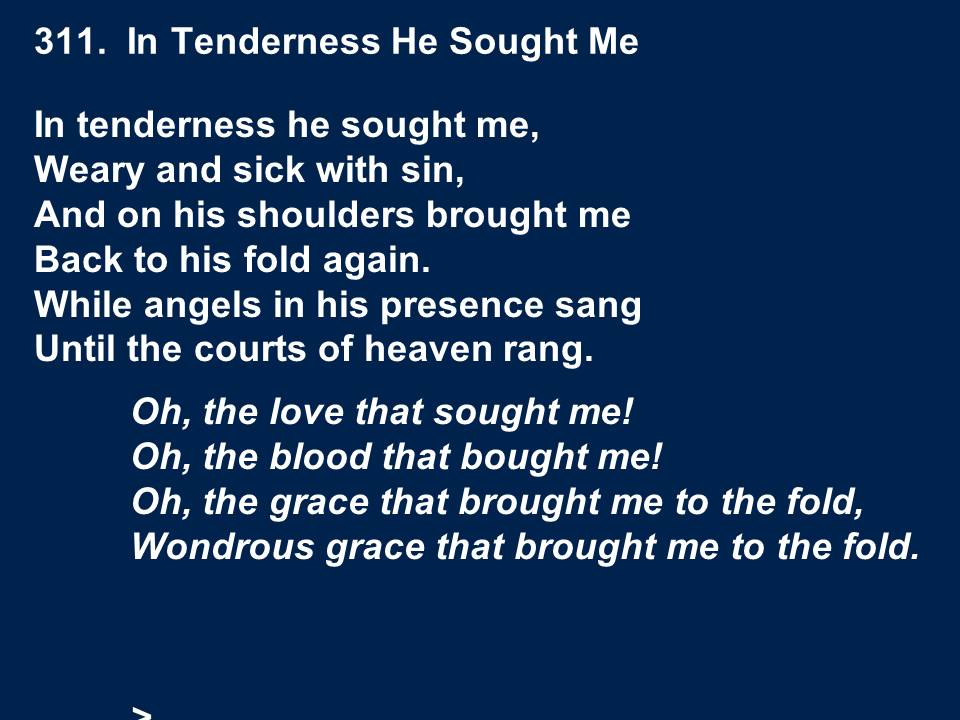 311.  In Tenderness He Sought Me
In tenderness he sought me,
Weary and sick with sin,
And on his shoulders brought me
Back to his fold again.
While angels in his presence sang
Until the courts of heaven rang.
Oh, the love that sought me!
Oh, the blood that bought me!
Oh, the grace that brought me to the fold,
Wondrous grace that brought me to the fold.
>